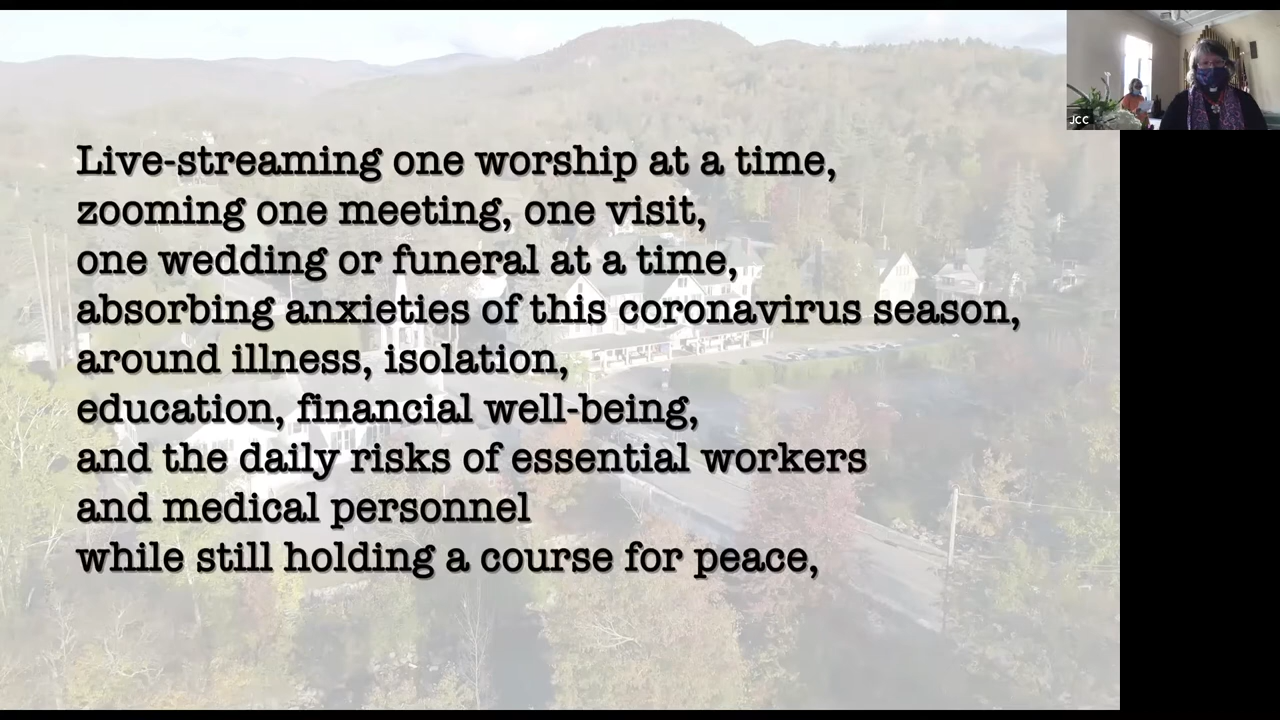 Live-streaming one worship at a time,
zooming one meeting, one visit,
one wedding or funeral at a time,
absorbing anxieties of this coronavirus season,
around illness, isolation,
education, financial well-being,
and the daily risks of essential workers
and medical personnel
while still holding a course for peace,
JCC